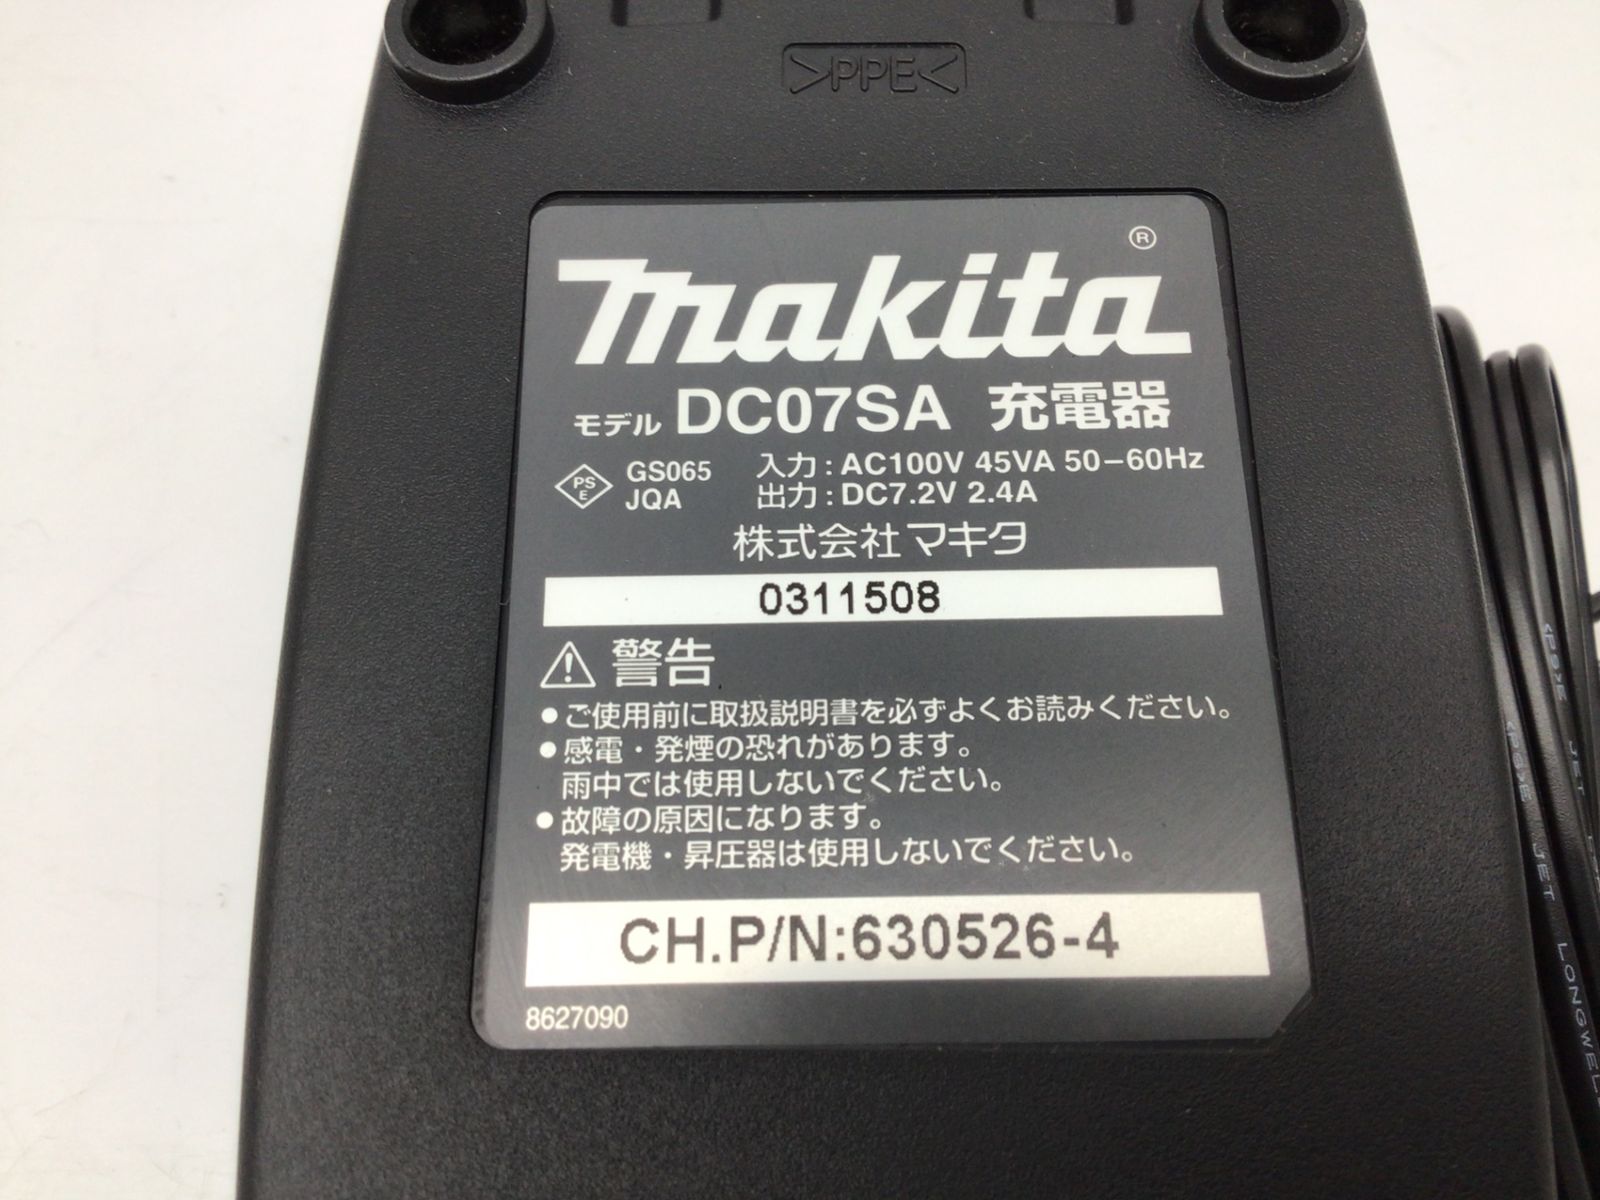 >PPE<
makita®
モデル DC07SA 充電器
PSE GS065 入力:AC100V 45VA 50-60Hz
JQA 出力:DC7.2V 2.4A
株式会社 マキタ
0311508
警告
●ご使用前に取扱説明書を必ずよくお読みください。
●感電・発煙の恐れがあります。
雨中では使用しないでください。
●故障の原因になります。
発電機・昇圧器は使用しないでください。
CH.P/N:630526-4
8627090
<PS>E JET
<PS>E JET
LONGWELL